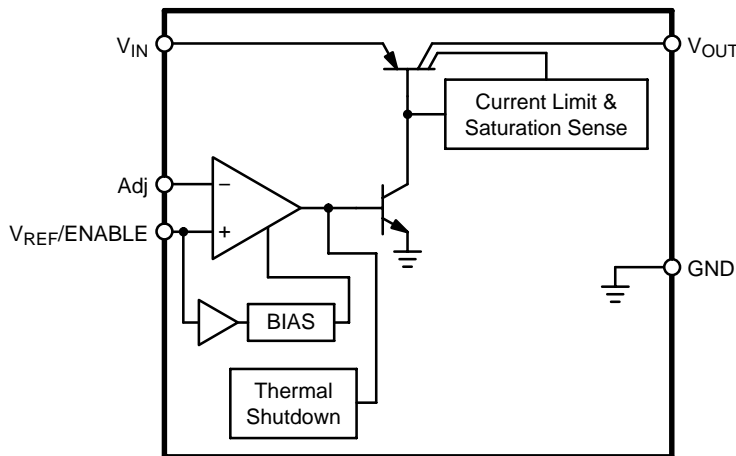 V_IN
V_OUT
Current Limit &
Saturation Sense
Adj
−
V_REF/ENABLE
+
GND
BIAS
Thermal
Shutdown